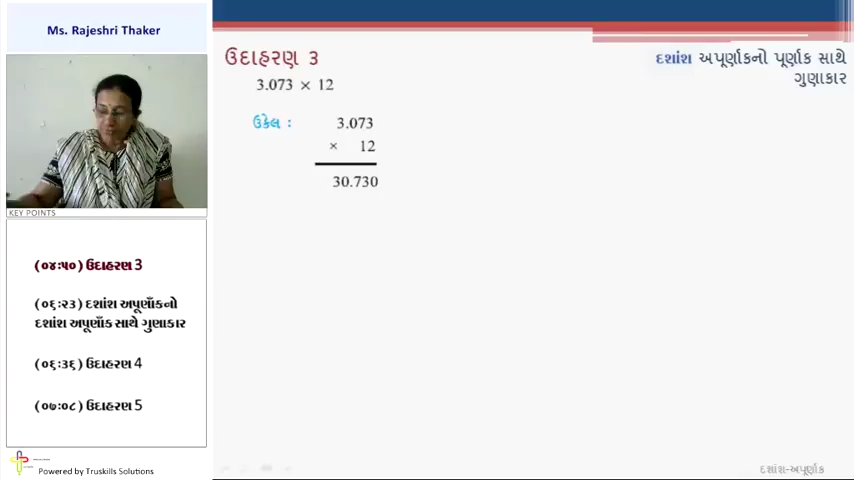 Ms. Rajeshri Thaker
KEY POINTS
(૦૪:૫૦) ઉદાહરણ 3
(૦૬:૨૩) દશાંશ અપૂર્ણાંકનો
દશાંશ અપૂર્ણાંક સાથે ગુણાકાર
(૦૬:૩૬) ઉદાહરણ 4
(૦૭:૦૮) ઉદાહરણ 5
Powered by Truskills Solutions
ઉદાહરણ ૩
દશાંશ અપૂર્ણાંકનો પૂર્ણાંક સાથે
ગુણાકાર
3.073 × 12
ઉકેલ : 3.073
× 12
30.730
દશાંશ-અપૂર્ણાંક